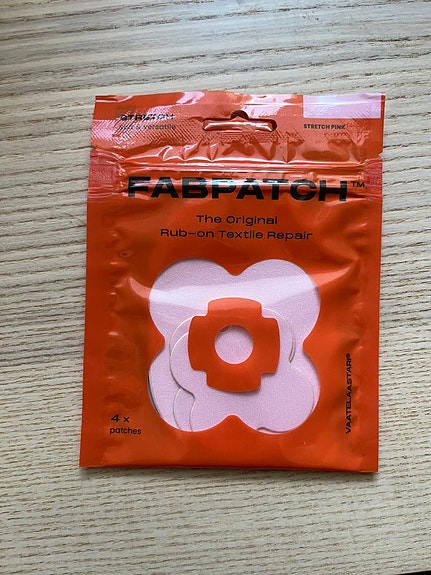 STRETCH
Soft & versatile
STRETCH PINK
FABPATCH™
The Original
Rub-on Textile Repair
4 x
patches
VAATELAASTARI®